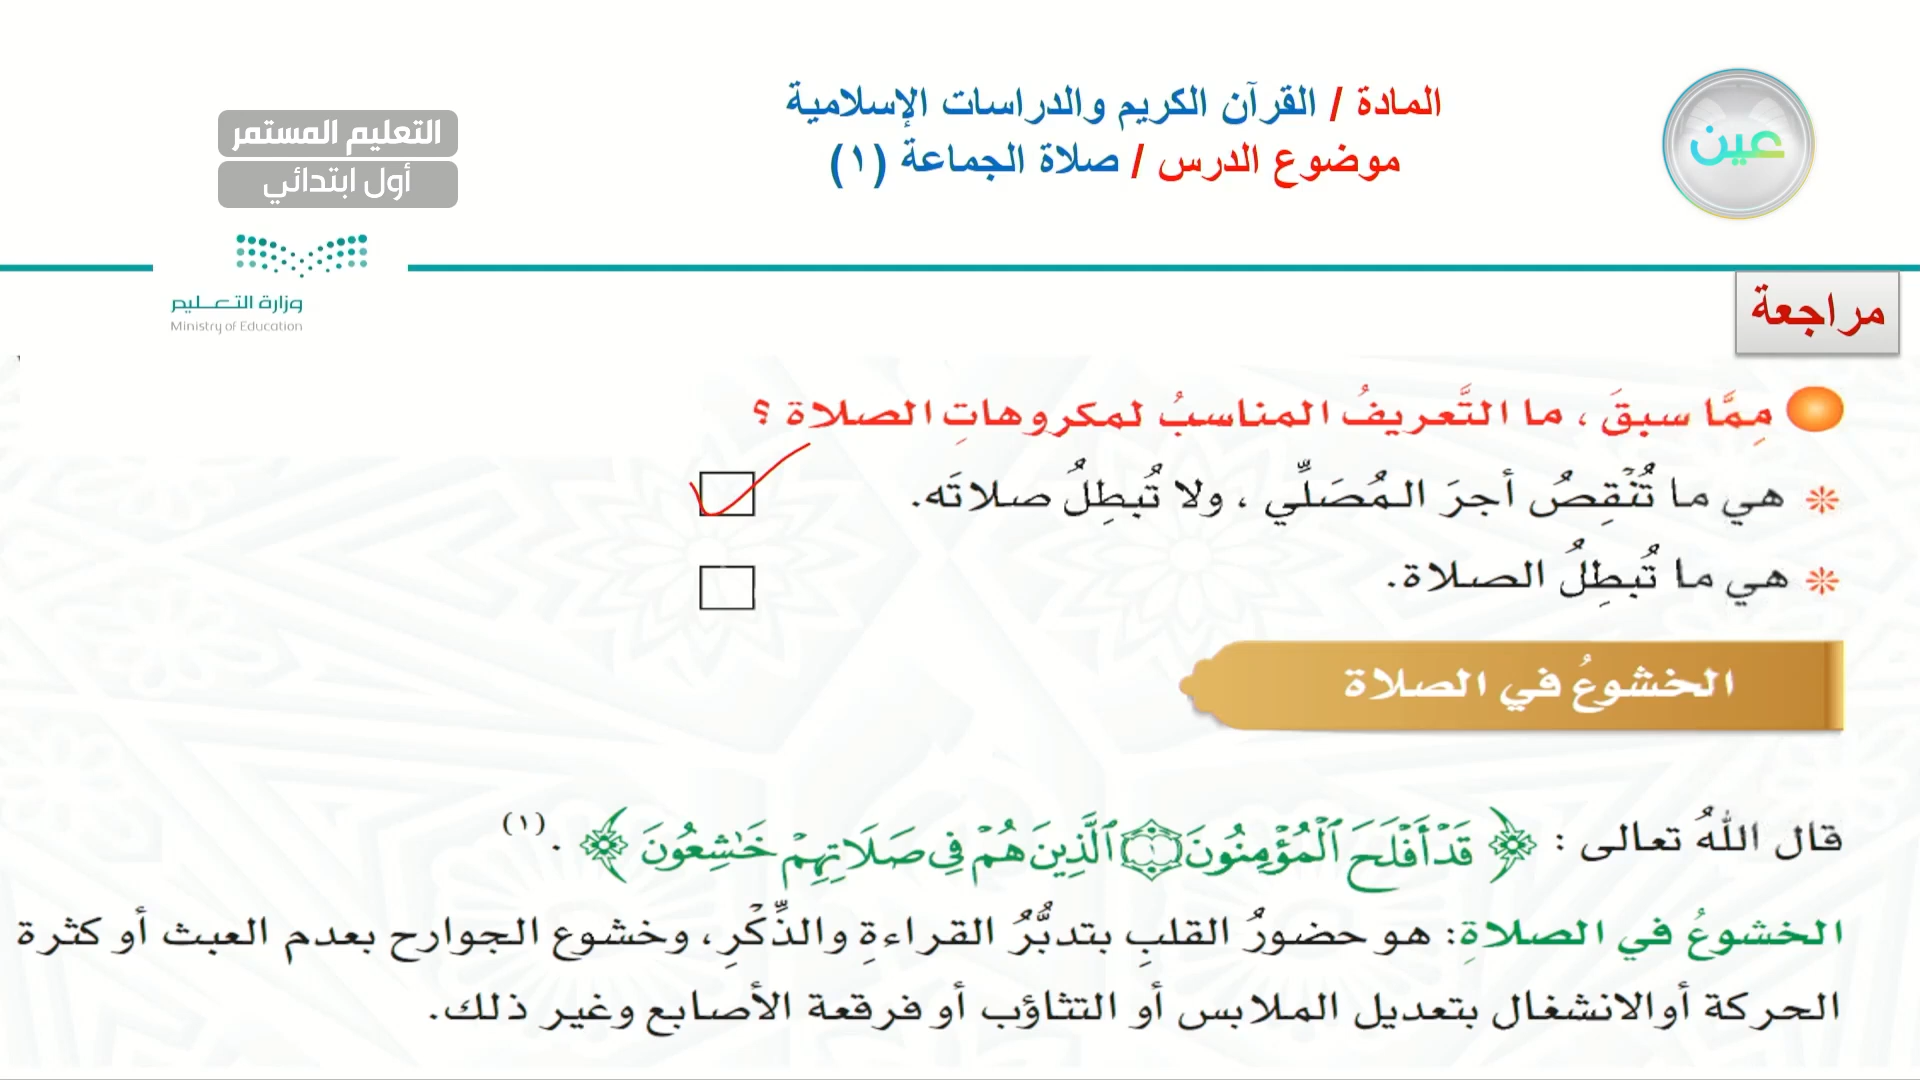 المادة / القرآن الكريم والدراسات الإسلامية
موضوع الدرس / صلاة الجماعة (١)
عين
التعليم المستمر
أول ابتدائي
وزارة التعليم
Ministry of Education
مراجعة
مِمَّا سبقَ ، ما التَّعريفُ المناسبُ لمكروهاتِ الصلاة ؟
هي ما تُنْقِصُ أجرَ المُصَلِّي ، ولا تُبطِلُ صلاتَه.
هي ما تُبطِلُ الصلاة.
الخشوعُ في الصلاة
قال اللهُ تعالى : ﴿ قَدْ أَفْلَحَ ٱلْمُؤْمِنُونَ ۝١ ٱلَّذِينَ هُمْ فِى صَلَاتِهِمْ خَٰشِعُونَ ﴾ . (١)
الخشوعُ في الصلاةِ: هو حضورُ القلبِ بتدبُّرُ القراءةِ والذِّكْرِ، وخشوع الجوارح بعدم العبث أو كثرة
الحركة أوالانشغال بتعديل الملابس أو التثاؤب أو فرقعة الأصابع وغير ذلك.